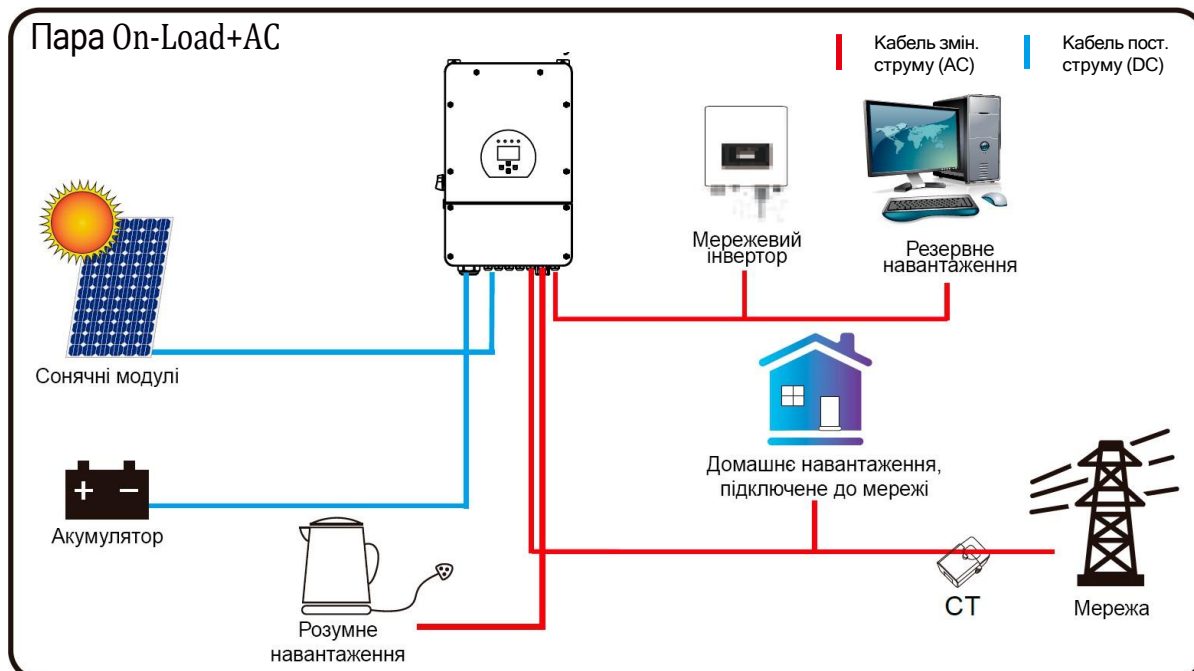 Пара On-Load+AC
Кабель змін.
струму (AC)
Кабель пост.
струму (DC)
Мережевий
інвертор
Резервне
навантаження
Сонячні модулі
Домашнє навантаження,
підключене до мережі
Акумулятор
CT
Мережа
Розумне
навантаження